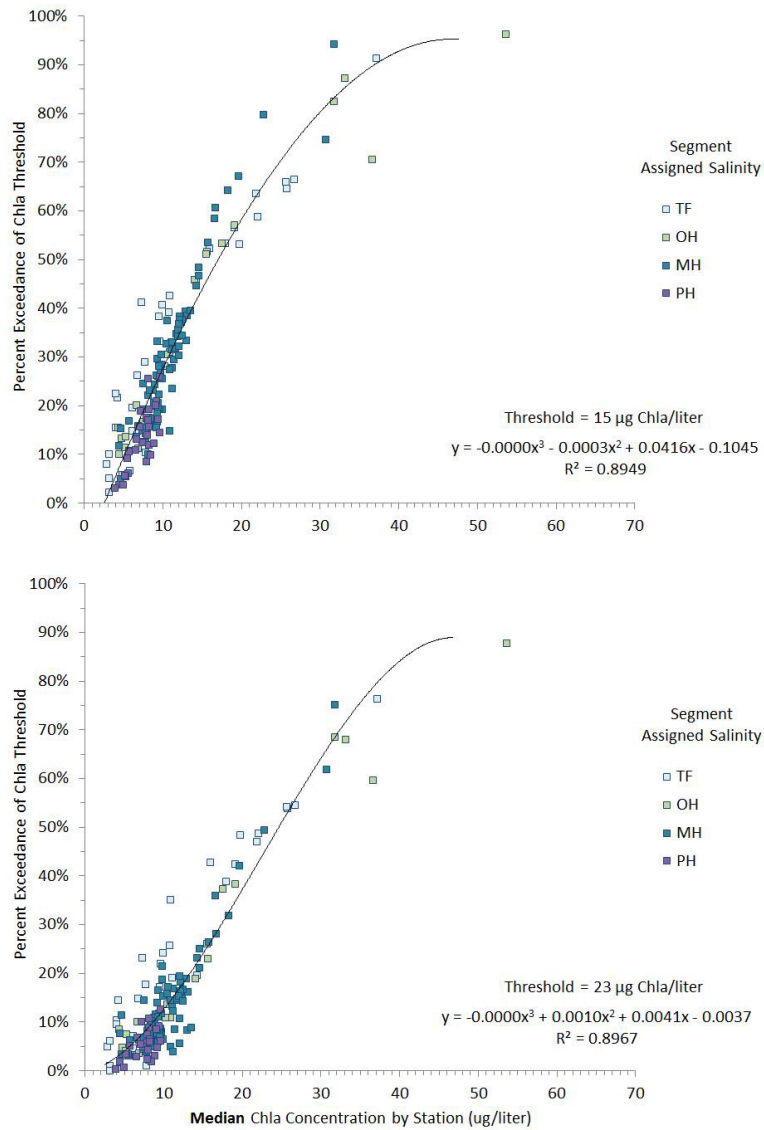 Percent Exceedance of Chla Threshold
100%
90%
80%
70%
60%
50%
40%
30%
20%
10%
0%
0 10 20 30 40 50 60 70
Segment
Assigned Salinity
TF
OH
MH
PH
Threshold = 15 µg Chla/liter
y = -0.0000x³ - 0.0003x² + 0.0416x - 0.1045
R² = 0.8949
Percent Exceedance of Chla Threshold
100%
90%
80%
70%
60%
50%
40%
30%
20%
10%
0%
0 10 20 30 40 50 60 70
Segment
Assigned Salinity
TF
OH
MH
PH
Threshold = 23 µg Chla/liter
y = -0.0000x³ + 0.0010x² + 0.0041x - 0.0037
R² = 0.8967
Median Chla Concentration by Station (ug/liter)